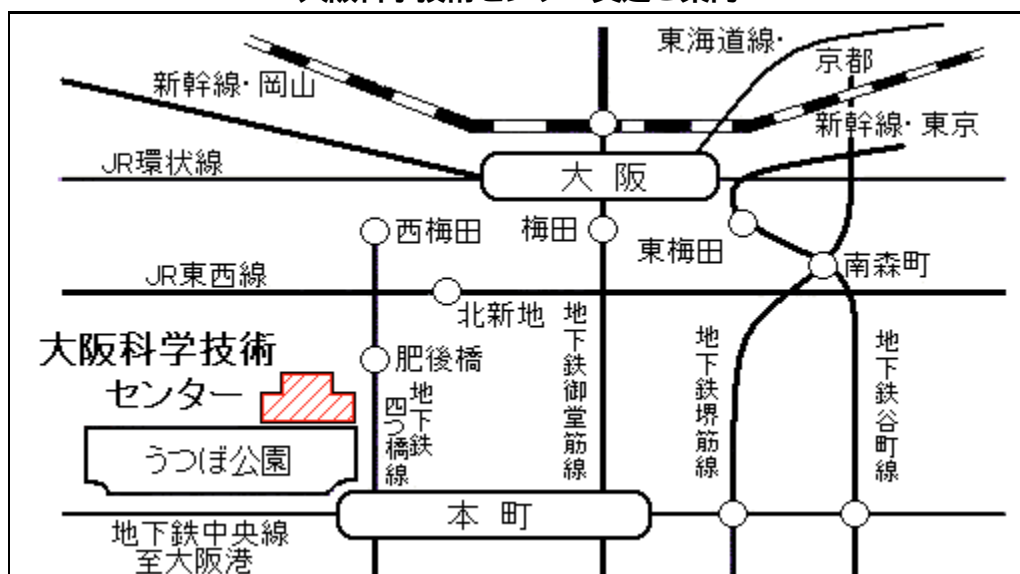 東海道線・
京都
新幹線・岡山
新幹線・東京
JR環状線
大阪
西梅田
梅田
東梅田
南森町
JR東西線
北新地
大阪科学技術
センター
肥後橋
地下鉄
四つ橋線
地下鉄御堂筋線
地下鉄堺筋線
地下鉄谷町線
うつぼ公園
本町
地下鉄中央線
至大阪港